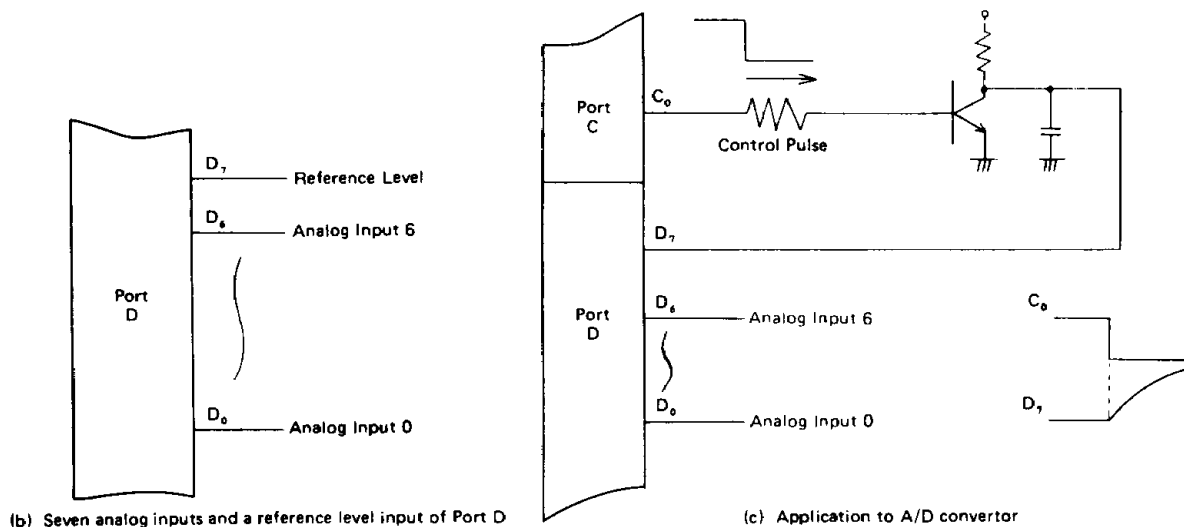 Port
D
D₇
Reference Level
D₆
Analog Input 6
D₀
Analog Input 0
(b) Seven analog inputs and a reference level input of Port D
Port
C
C₀
Control Pulse
D₇
Port
D
D₆
Analog Input 6
D₀
Analog Input 0
C₀
D₇
(c) Application to A/D convertor